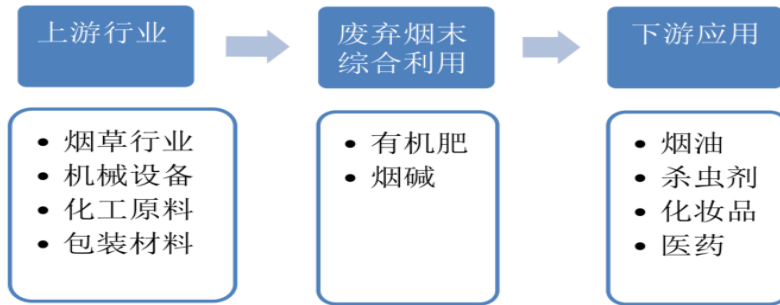 上游行业
废弃烟末
综合利用
下游应用
• 烟草行业
• 机械设备
• 化工原料
• 包装材料
• 有机肥
• 烟碱
• 烟油
• 杀虫剂
• 化妆品
• 医药